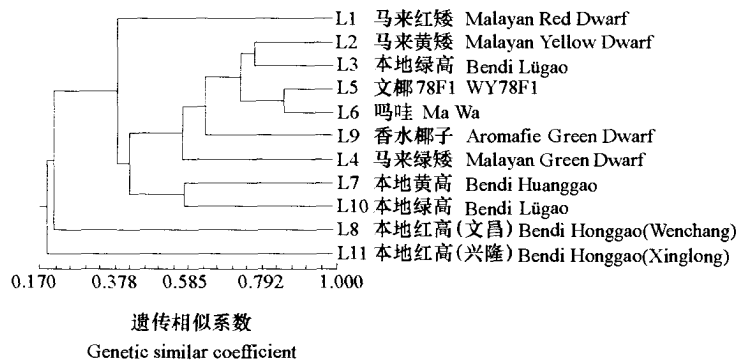 L1 马来红矮 Malayan Red Dwarf
L2 马来黄矮 Malayan Yellow Dwarf
L3 本地绿高 Bendi Lügao
L5 文椰78F1 WY78F1
L6 吗哇 Ma Wa
L9 香水椰子 Aromafie Green Dwarf
L4 马来绿矮 Malayan Green Dwarf
L7 本地黄高 Bendi Huanggao
L10 本地绿高 Bendi Lügao
L8 本地红高(文昌) Bendi Honggao(Wenchang)
L11 本地红高(兴隆) Bendi Honggao(Xinglong)
0.170 0.378 0.585 0.792 1.000
遗传相似系数
Genetic similar coefficient